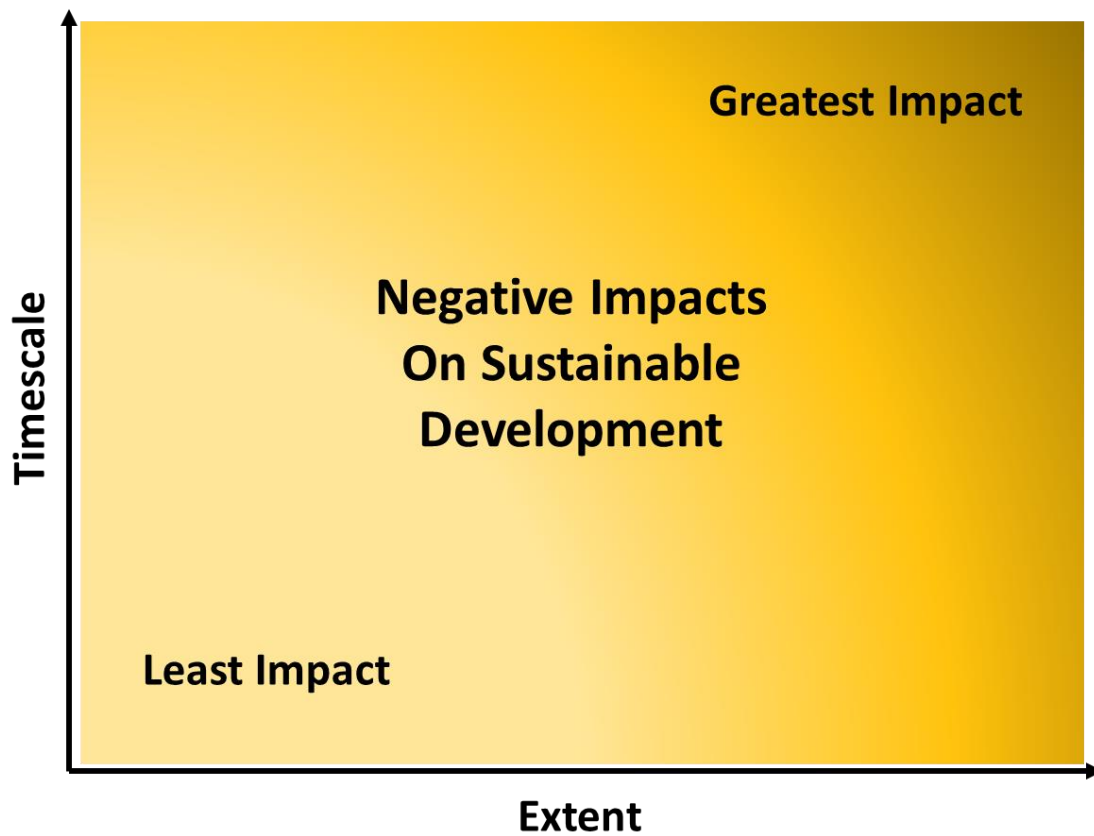 Greatest Impact
Negative Impacts
On Sustainable
Development
Timescale
Least Impact
Extent